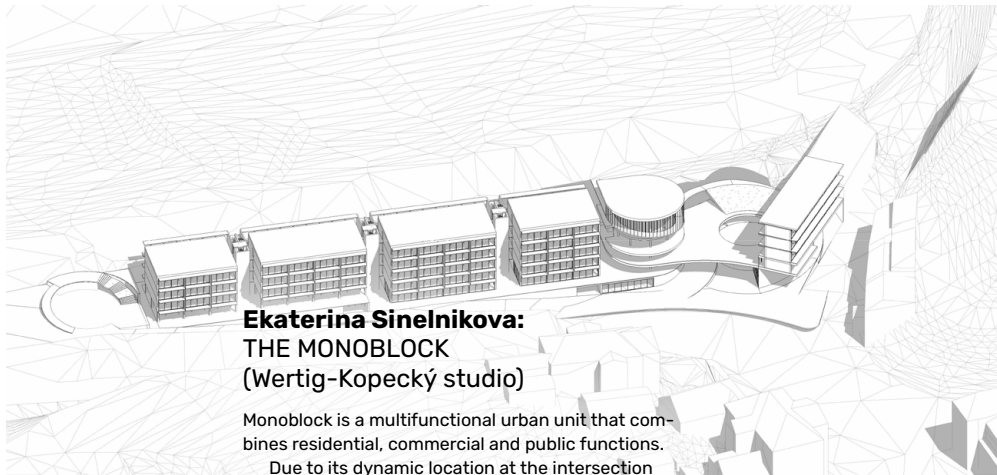 Ekaterina Sinelnikova:
THE MONOBLOCK
(Wertig-Kopecký studio)
Monoblock is a multifunctional urban unit that com-
bines residential, commercial and public functions.
Due to its dynamic location at the intersection